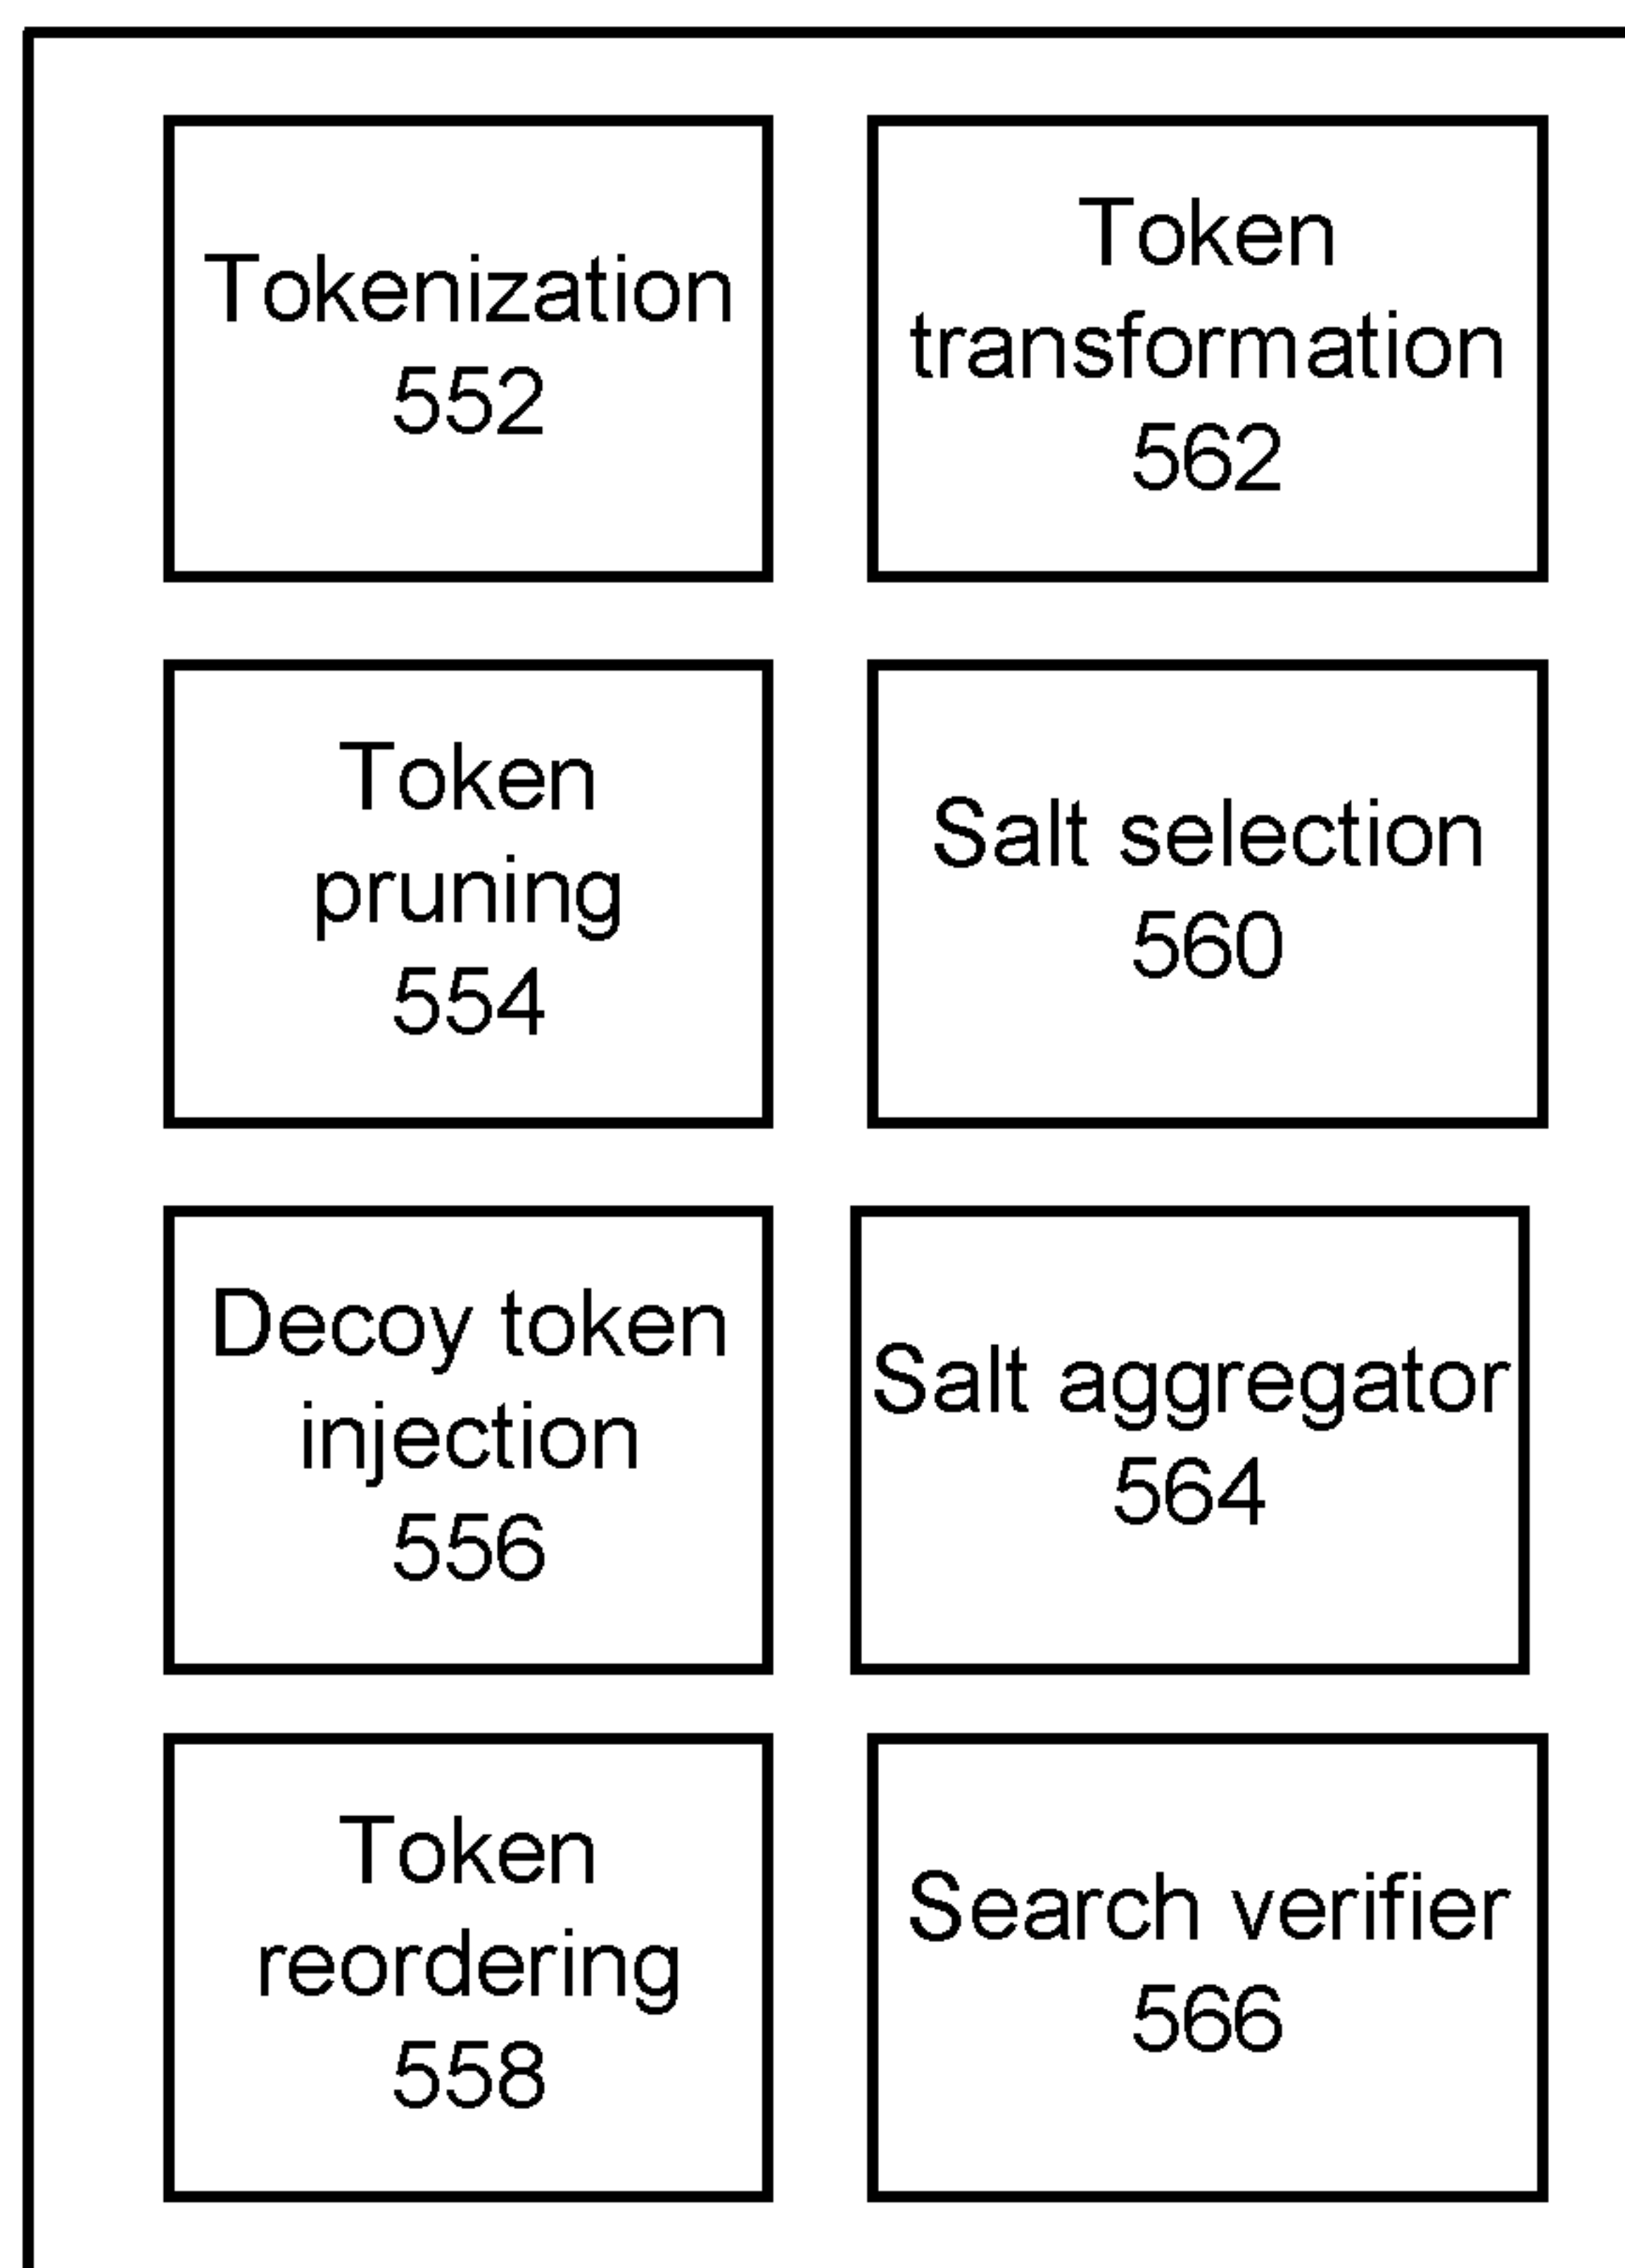 Tokenization
552
Token
transformation
562
Token
pruning
554
Salt selection
560
Decoy token
injection
556
Salt aggregator
564
Token
reordering
558
Search verifier
566